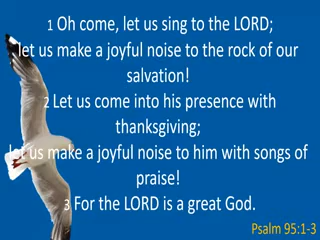 1 Oh come, let us sing to the LORD;
let us make a joyful noise to the rock of our
salvation!
2 Let us come into his presence with
thanksgiving;
let us make a joyful noise to him with songs of
praise!
3 For the LORD is a great God.
Psalm 95:1-3